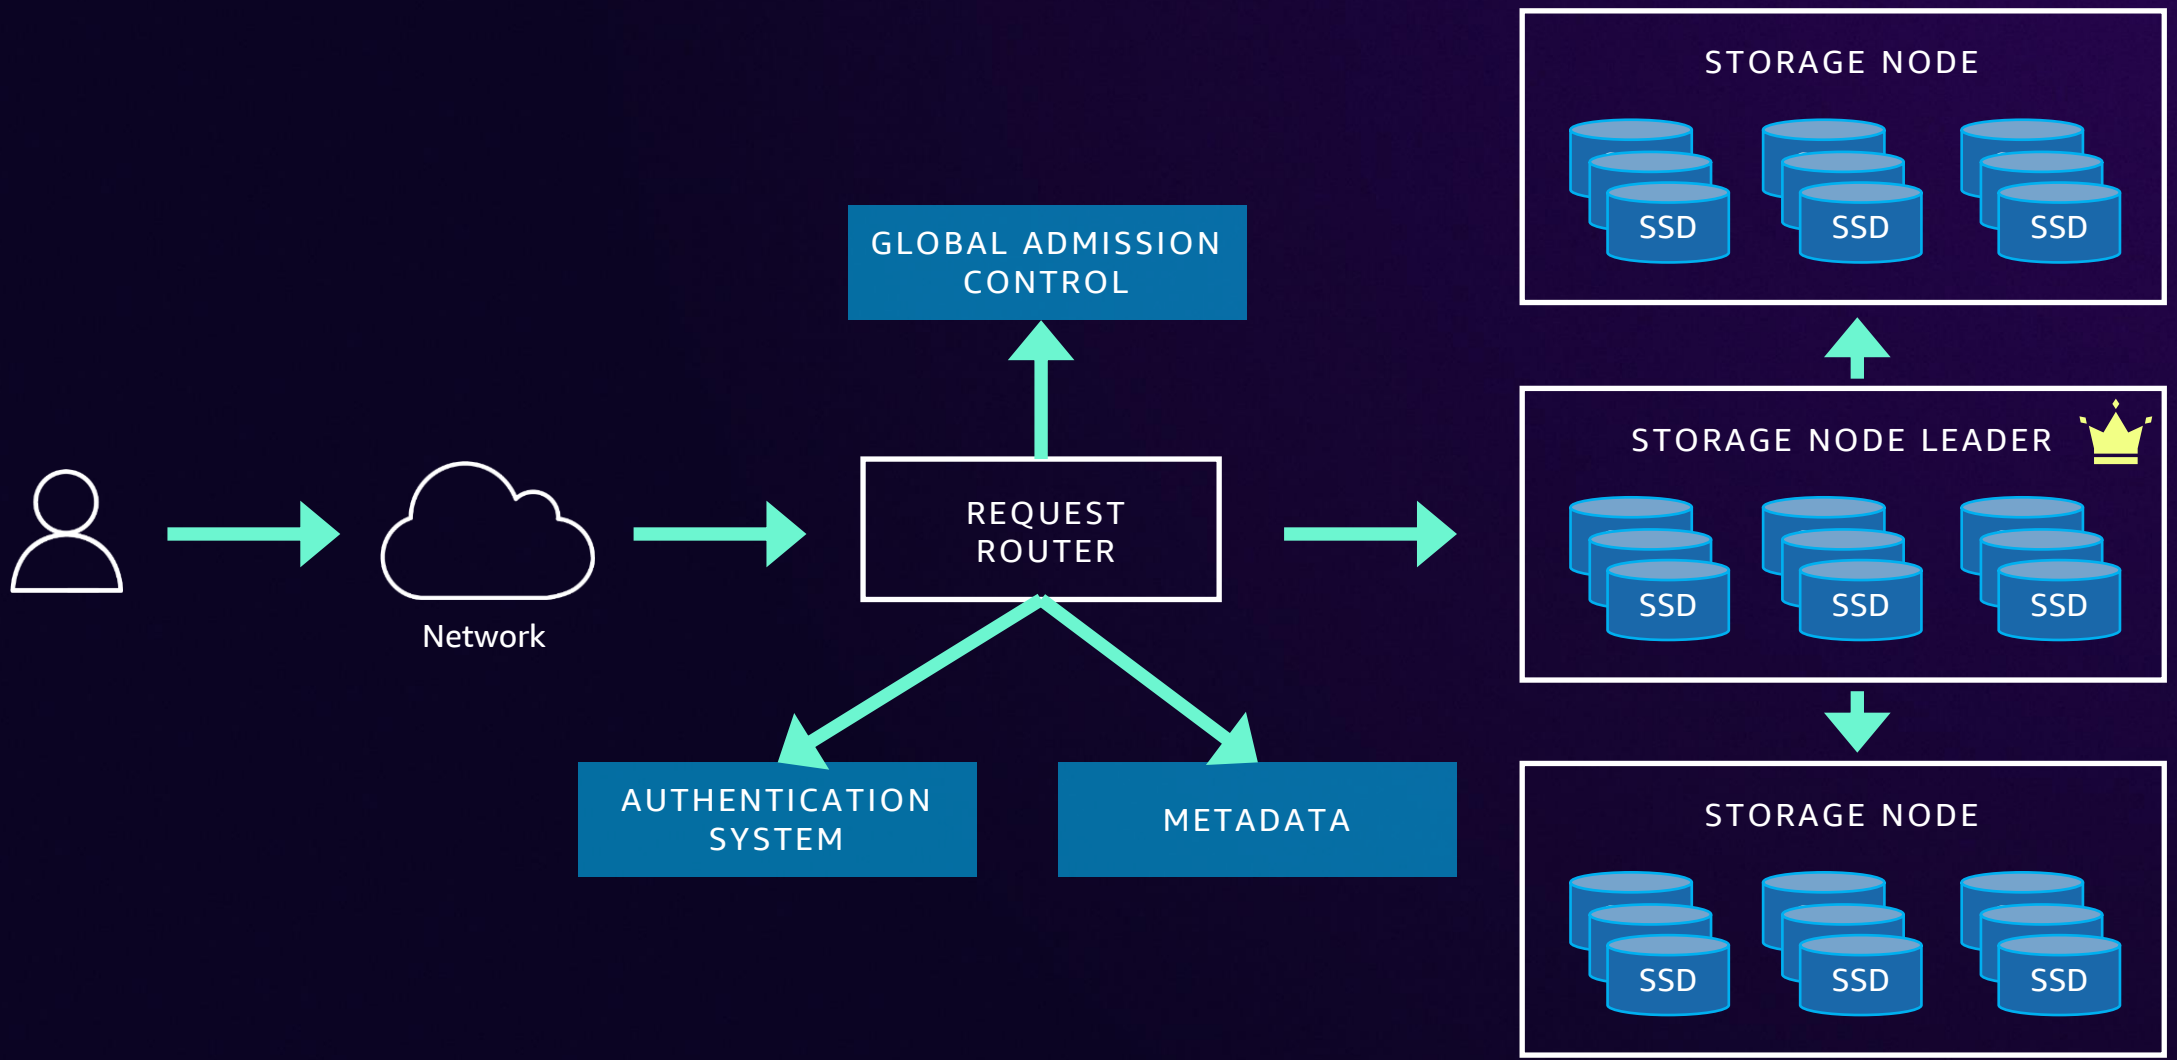 STORAGE NODE
SSD SSD SSD
GLOBAL ADMISSION
CONTROL
STORAGE NODE LEADER
REQUEST
ROUTER
SSD SSD SSD
Network
AUTHENTICATION
SYSTEM
METADATA
STORAGE NODE
SSD SSD SSD